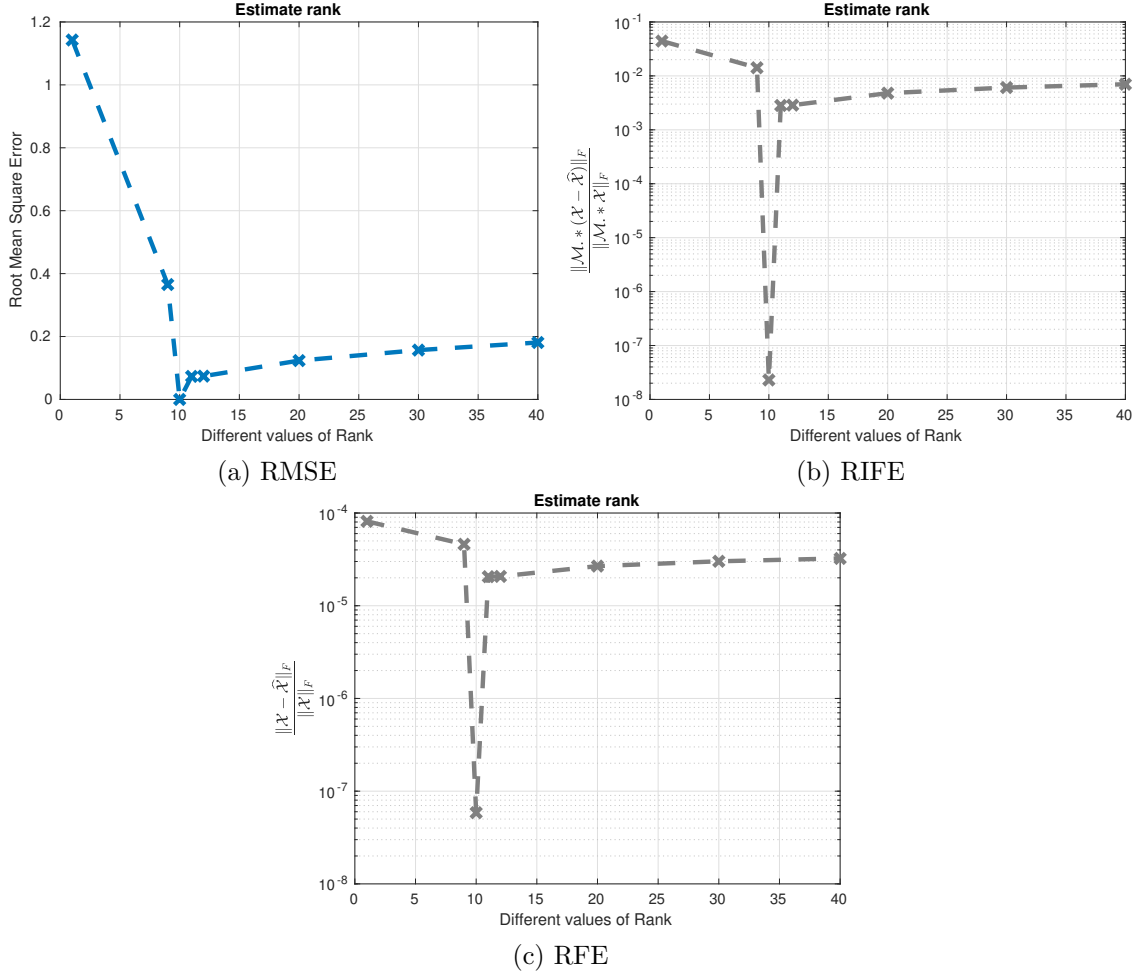 Estimate rank
1.2
1
0.8
0.6
0.4
0.2
0
Root Mean Square Error
0 5 10 15 20 25 30 35 40
Different values of Rank
(a) RMSE
Estimate rank
10^-1
10^-2
10^-3
10^-4
10^-5
10^-6
10^-7
10^-8
‖ℳ.∗(𝒳 − 𝒳̂)‖_F
‖ℳ.∗𝒳‖_F
0 5 10 15 20 25 30 35 40
Different values of Rank
(b) RIFE
Estimate rank
10^-4
10^-5
10^-6
10^-7
10^-8
‖𝒳 − 𝒳̂‖_F
‖𝒳‖_F
0 5 10 15 20 25 30 35 40
Different values of Rank
(c) RFE